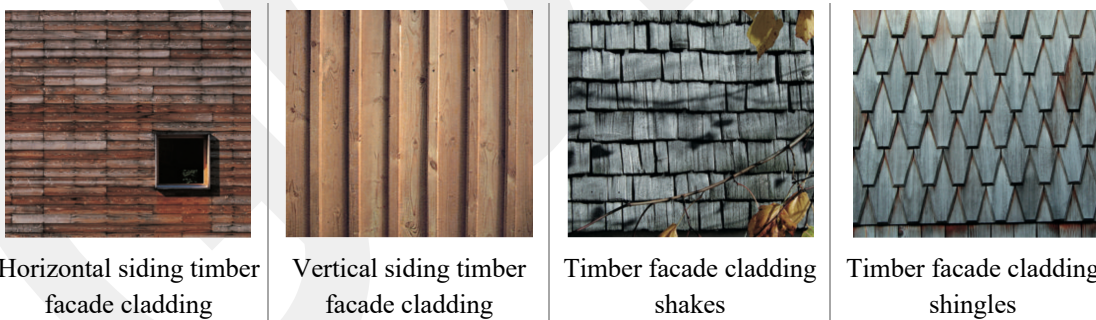 Horizontal siding timber
facade cladding
Vertical siding timber
facade cladding
Timber facade cladding
shakes
Timber facade cladding
shingles